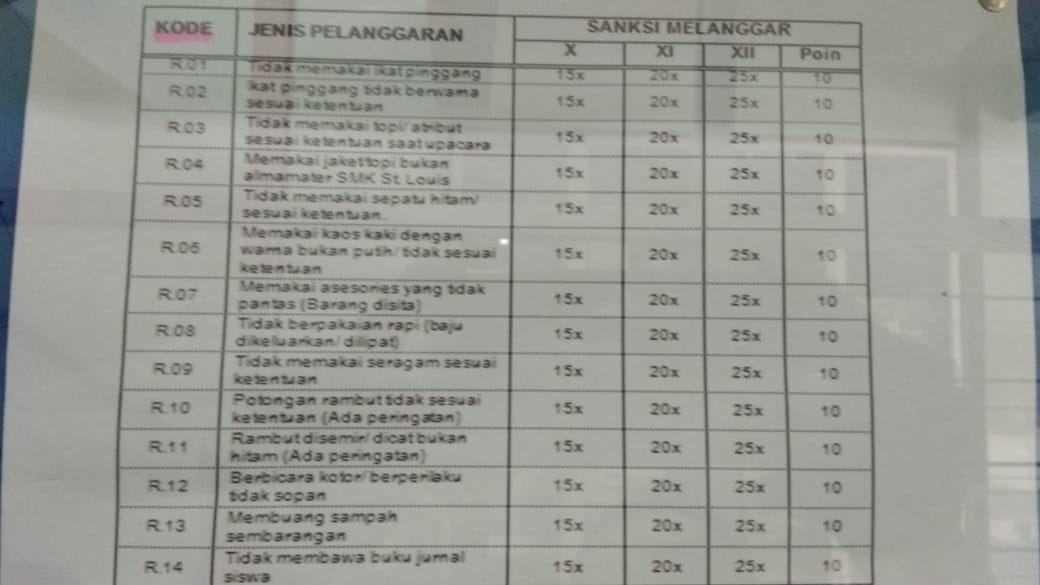 KODE JENIS PELANGGARAN SANKSI MELANGGAR
X XI XII Poin
R.01 Tidak memakai ikat pinggang 15x 20x 25x 10
R.02 Ikat pinggang tidak berwarna
sesuai ketentuan 15x 20x 25x 10
R.03 Tidak memakai topi/ atribut
sesuai ketentuan saat upacara 15x 20x 25x 10
R.04 Memakai jaket/topi bukan
almamater SMK St. Louis 15x 20x 25x 10
R.05 Tidak memakai sepatu hitam/
sesuai ketentuan. 15x 20x 25x 10
R.06 Memakai kaos kaki dengan
warna bukan putih/ tidak sesuai
ketentuan 15x 20x 25x 10
R.07 Memakai asesories yang tidak
pantas (Barang disita) 15x 20x 25x 10
R.08 Tidak berpakaian rapi (baju
dikeluarkan/ dilipat) 15x 20x 25x 10
R.09 Tidak memakai seragam sesuai
ketentuan 15x 20x 25x 10
R.10 Potongan rambut tidak sesuai
ketentuan (Ada peringatan) 15x 20x 25x 10
R.11 Rambut disemir/ dicat bukan
hitam (Ada peringatan) 15x 20x 25x 10
R.12 Berbicara kotor/ berperilaku
tidak sopan 15x 20x 25x 10
R.13 Membuang sampah
sembarangan 15x 20x 25x 10
R.14 Tidak membawa buku jurnal
siswa 15x 20x 25x 10